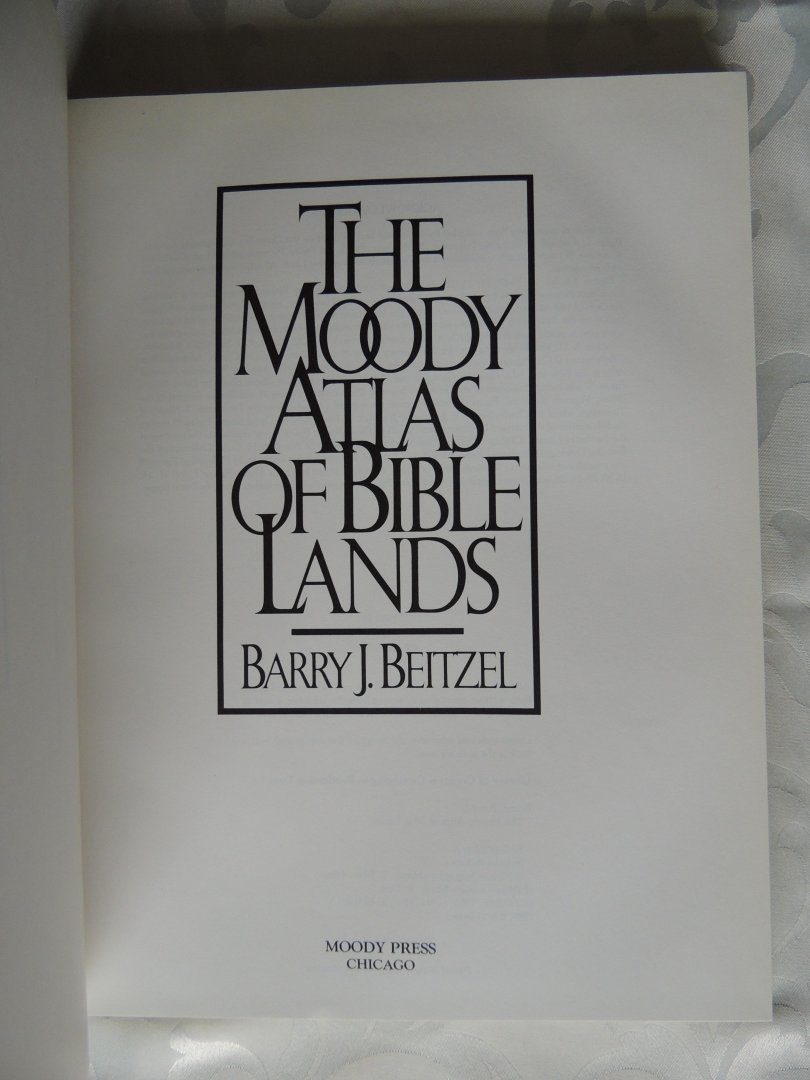 THE
MOODY
ATLAS
OF BIBLE
LANDS
BARRY J. BEITZEL
MOODY PRESS
CHICAGO